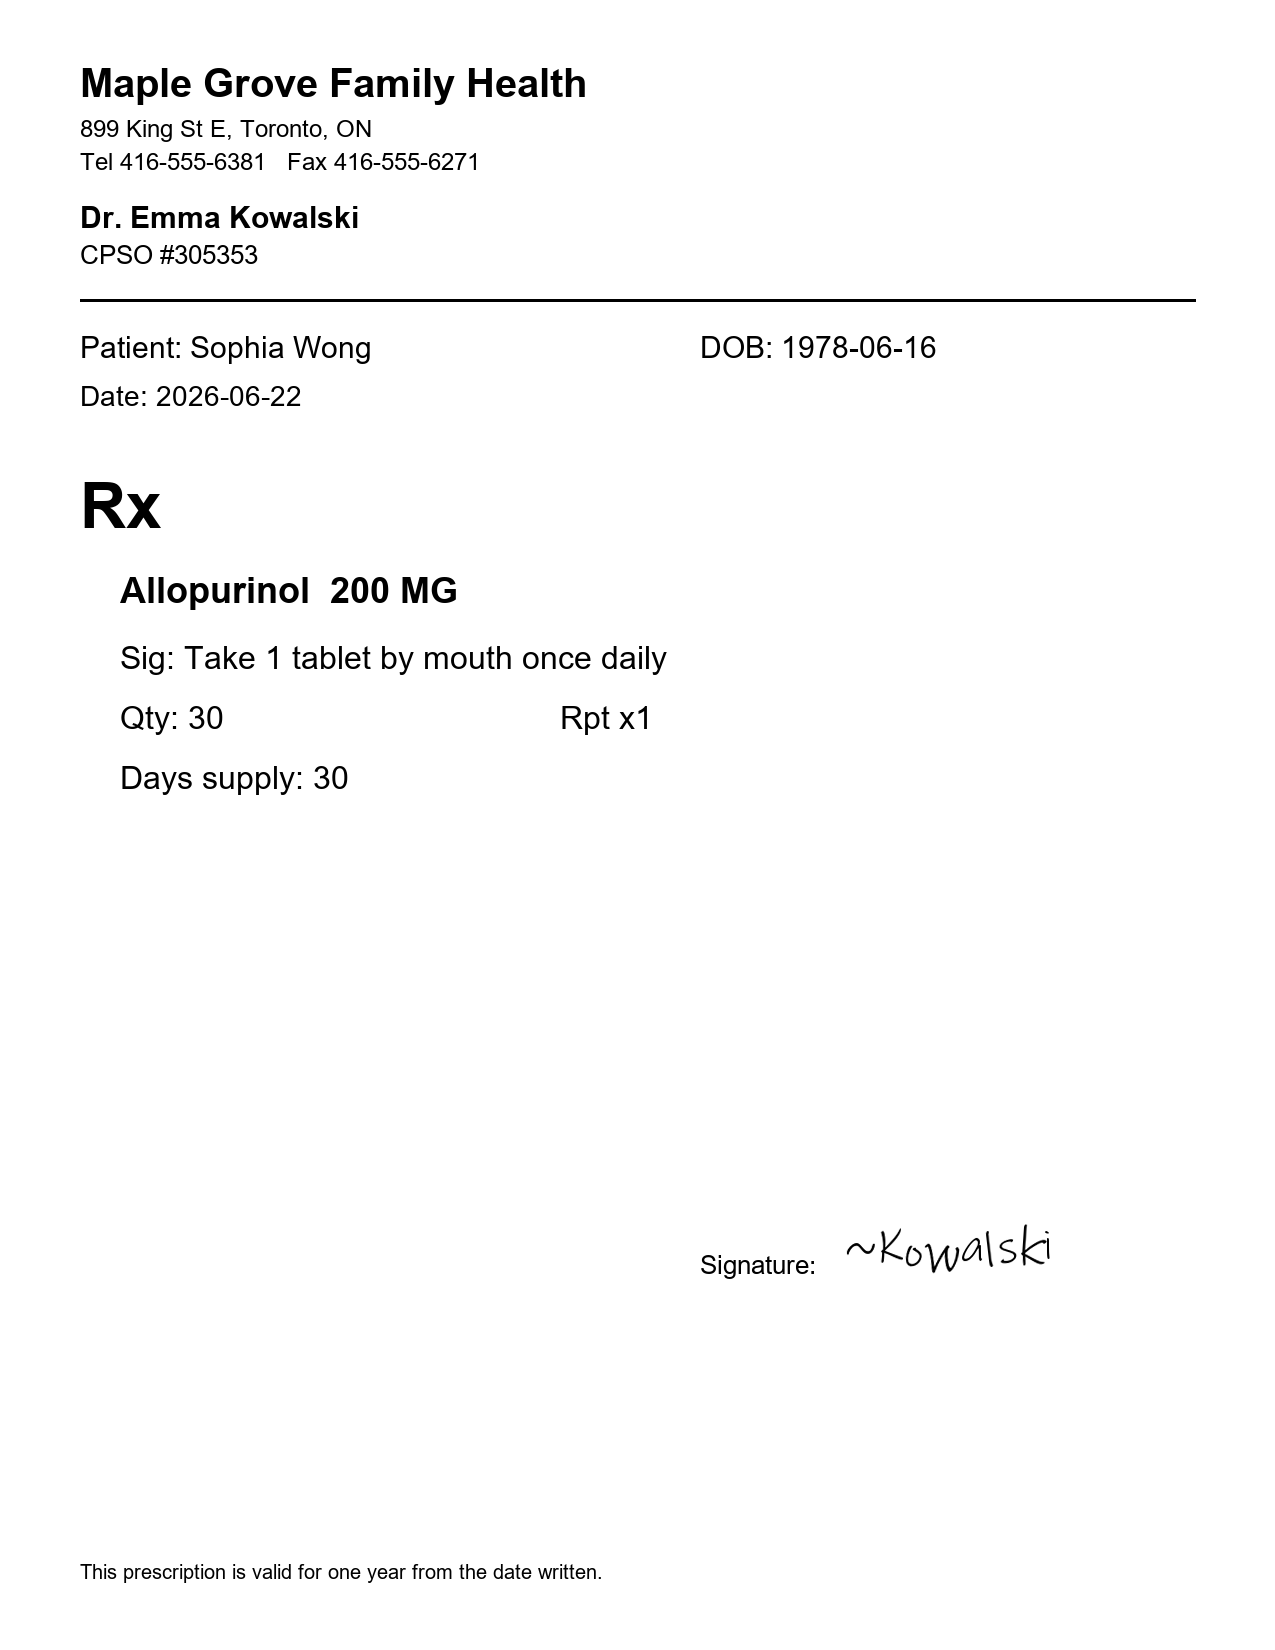 Maple Grove Family Health
899 King St E, Toronto, ON
Tel 416-555-6381 Fax 416-555-6271
Dr. Emma Kowalski
CPSO #305353
Patient: Sophia Wong DOB: 1978-06-16
Date: 2026-06-22
Rx
Allopurinol 200 MG
Sig: Take 1 tablet by mouth once daily
Qty: 30 Rpt x1
Days supply: 30
Signature: ~Kowalski
This prescription is valid for one year from the date written.